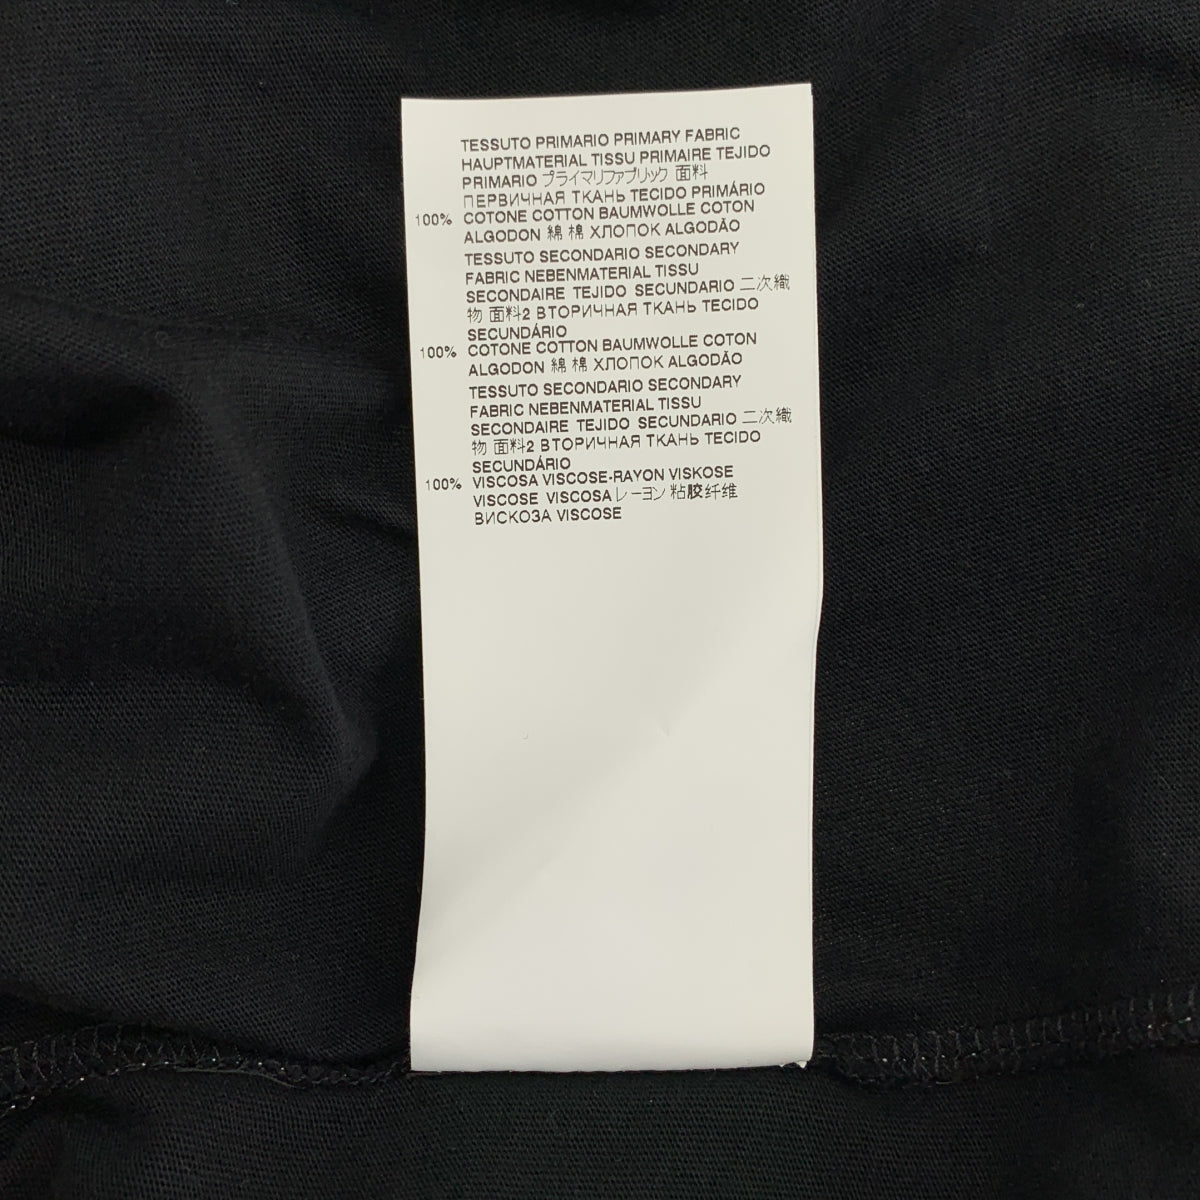 TESSUTO PRIMARIO PRIMARY FABRIC
HAUPTMATERIAL TISSU PRIMAIRE TEJIDO
PRIMARIO プライマリファブリック 面料
ПЕРВИЧНАЯ ТКАНЬ TECIDO PRIMÁRIO
100% COTONE COTTON BAUMWOLLE COTON
ALGODON 綿 棉 ХЛОПОК ALGODÃO
TESSUTO SECONDARIO SECONDARY
FABRIC NEBENMATERIAL TISSU
SECONDAIRE TEJIDO SECUNDARIO 二次織
物 面料2 ВТОРИЧНАЯ ТКАНЬ TECIDO
SECUNDÁRIO
100% COTONE COTTON BAUMWOLLE COTON
ALGODON 綿 棉 ХЛОПОК ALGODÃO
TESSUTO SECONDARIO SECONDARY
FABRIC NEBENMATERIAL TISSU
SECONDAIRE TEJIDO SECUNDARIO 二次織
物 面料2 ВТОРИЧНАЯ ТКАНЬ TECIDO
SECUNDÁRIO
100% VISCOSA VISCOSE-RAYON VISKOSE
VISCOSE VISCOSA レーヨン 粘胶纤维
ВИСКОЗА VISCOSE